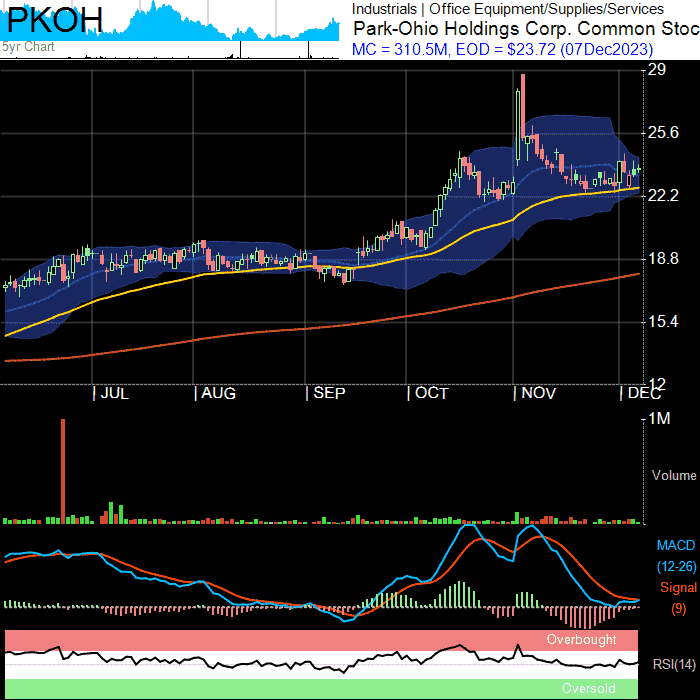 PKOH
5yr Chart
Industrials | Office Equipment/Supplies/Services
Park-Ohio Holdings Corp. Common Stoc
MC = 310.5M, EOD = $23.72 (07Dec2023)
29
25.6
22.2
18.8
15.4
12
JUL
AUG
SEP
OCT
NOV
DEC
1M
Volume
MACD
(12-26)
Signal
(9)
Overbought
RSI(14)
Oversold